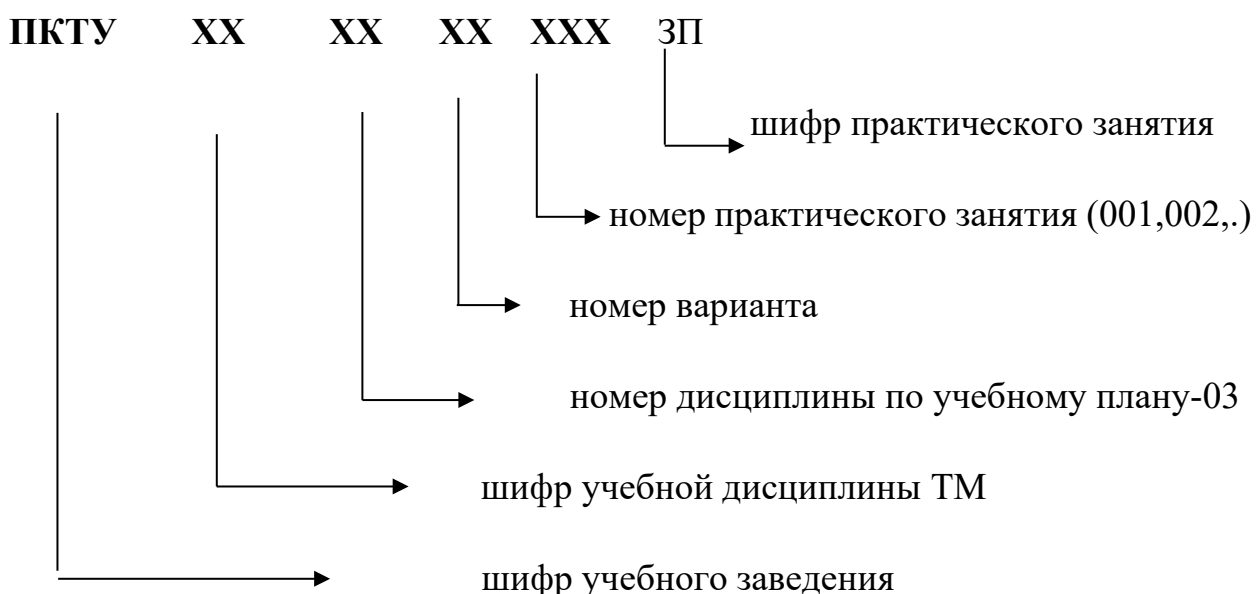 ПКТУ ХХ ХХ ХХ ХХХ ЗП
шифр практического занятия
номер практического занятия (001,002,.)
номер варианта
номер дисциплины по учебному плану-03
шифр учебной дисциплины ТМ
шифр учебного заведения